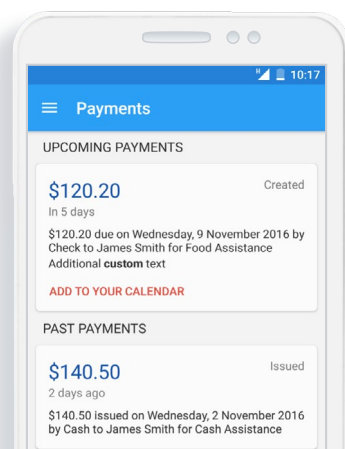 H 10:17
Payments
UPCOMING PAYMENTS
$120.20 Created
In 5 days
$120.20 due on Wednesday, 9 November 2016 by
Check to James Smith for Food Assistance
Additional custom text
ADD TO YOUR CALENDAR
PAST PAYMENTS
$140.50 Issued
2 days ago
$140.50 issued on Wednesday, 2 November 2016
by Cash to James Smith for Cash Assistance